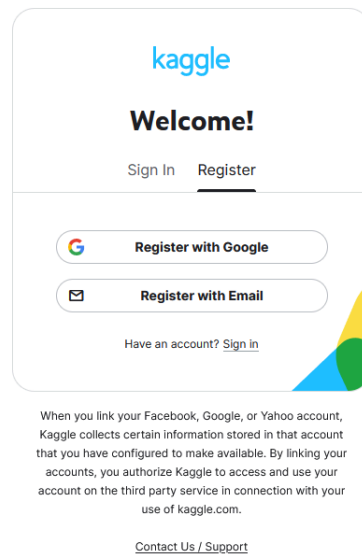 kaggle
Welcome!
Sign In Register
Register with Google
Register with Email
Have an account? Sign in
When you link your Facebook, Google, or Yahoo account,
Kaggle collects certain information stored in that account
that you have configured to make available. By linking your
accounts, you authorize Kaggle to access and use your
account on the third party service in connection with your
use of kaggle.com.
Contact Us / Support